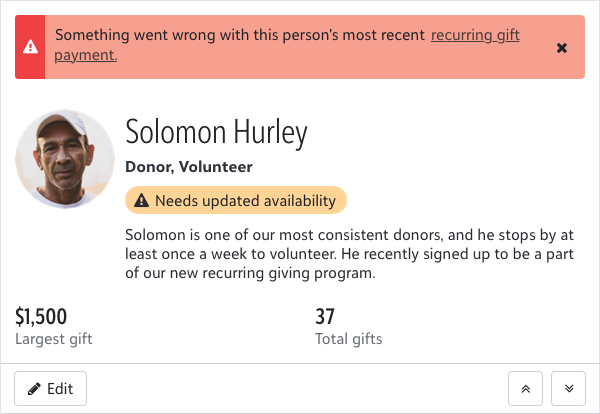 Something went wrong with this person's most recent recurring gift
payment.
Solomon Hurley
Donor, Volunteer
Needs updated availability
Solomon is one of our most consistent donors, and he stops by at
least once a week to volunteer. He recently signed up to be a part
of our new recurring giving program.
$1,500
Largest gift
37
Total gifts
Edit